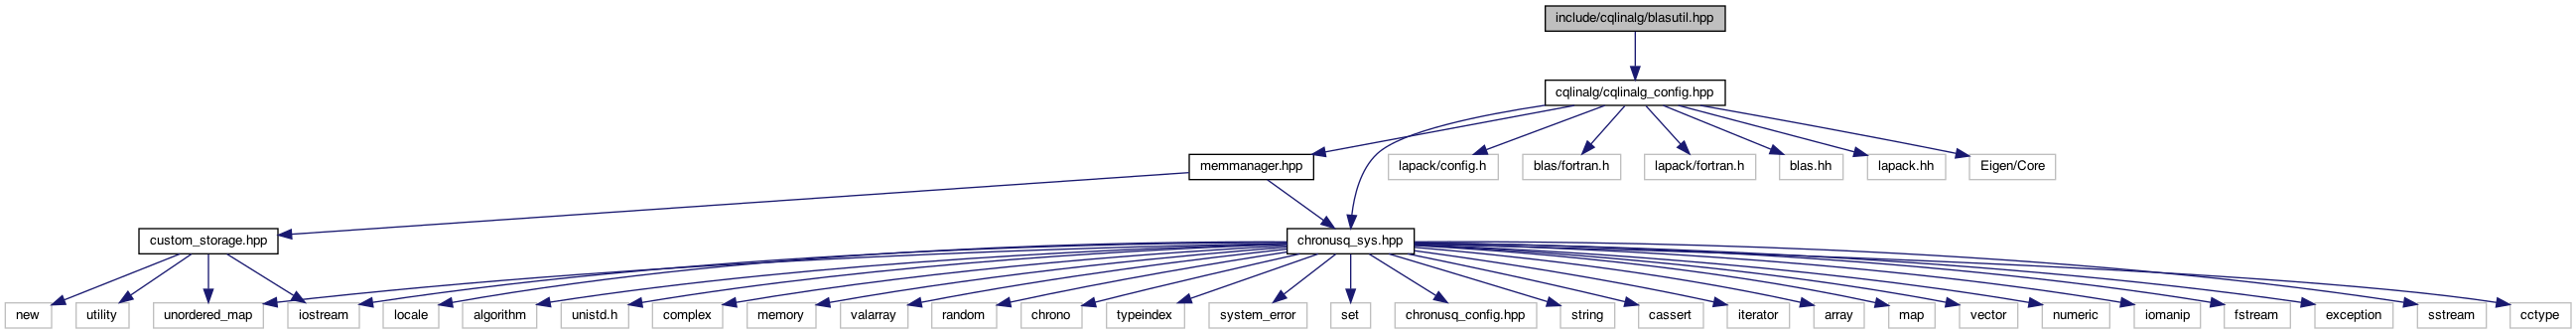 include/cqlinalg/blasutil.hpp
cqlinalg/cqlinalg_config.hpp
memmanager.hpp
lapack/config.h
blas/fortran.h
lapack/fortran.h
blas.hh
lapack.hh
Eigen/Core
custom_storage.hpp
chronusq_sys.hpp
new
utility
unordered_map
iostream
locale
algorithm
unistd.h
complex
memory
valarray
random
chrono
typeindex
system_error
set
chronusq_config.hpp
string
cassert
iterator
array
map
vector
numeric
iomanip
fstream
exception
sstream
cctype